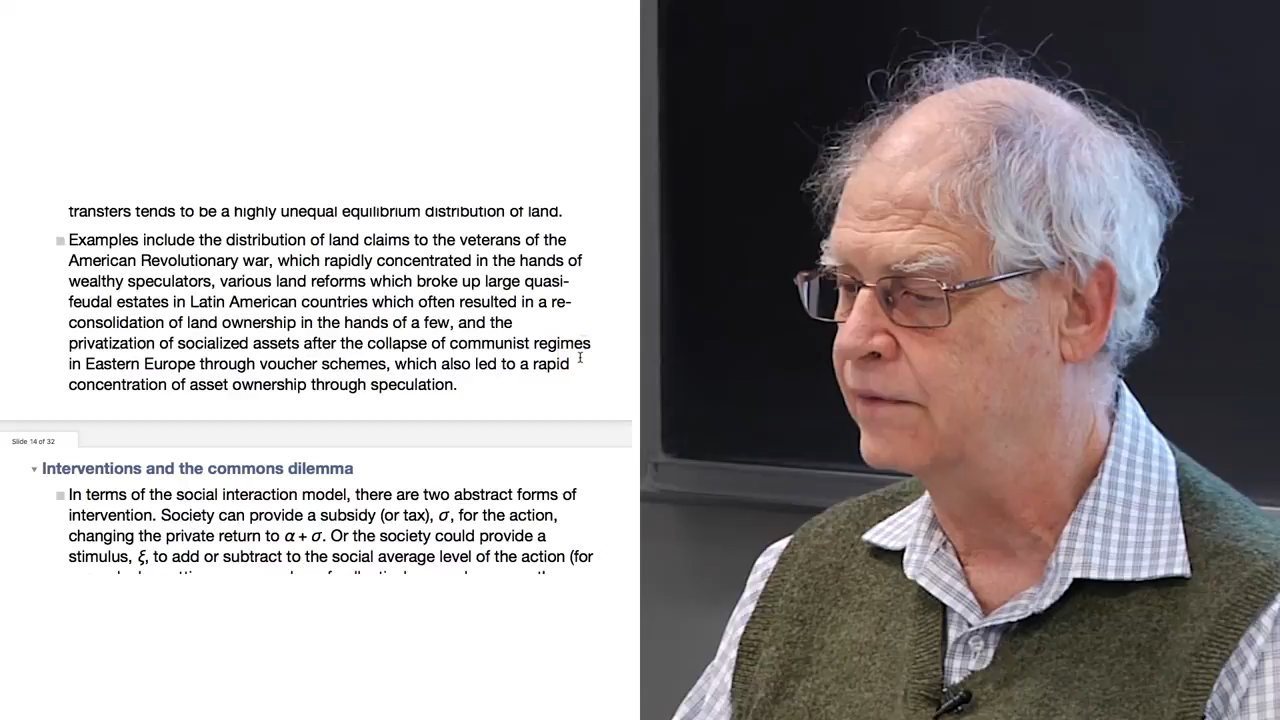 transfers tends to be a highly unequal equilibrium distribution of land.
Examples include the distribution of land claims to the veterans of the
American Revolutionary war, which rapidly concentrated in the hands of
wealthy speculators, various land reforms which broke up large quasi-
feudal estates in Latin American countries which often resulted in a re-
consolidation of land ownership in the hands of a few, and the
privatization of socialized assets after the collapse of communist regimes
in Eastern Europe through voucher schemes, which also led to a rapid
concentration of asset ownership through speculation.
Slide 14 of 32
Interventions and the commons dilemma
In terms of the social interaction model, there are two abstract forms of
intervention. Society can provide a subsidy (or tax), σ, for the action,
changing the private return to α + σ. Or the society could provide a
stimulus, ξ, to add or subtract to the social average level of the action (for